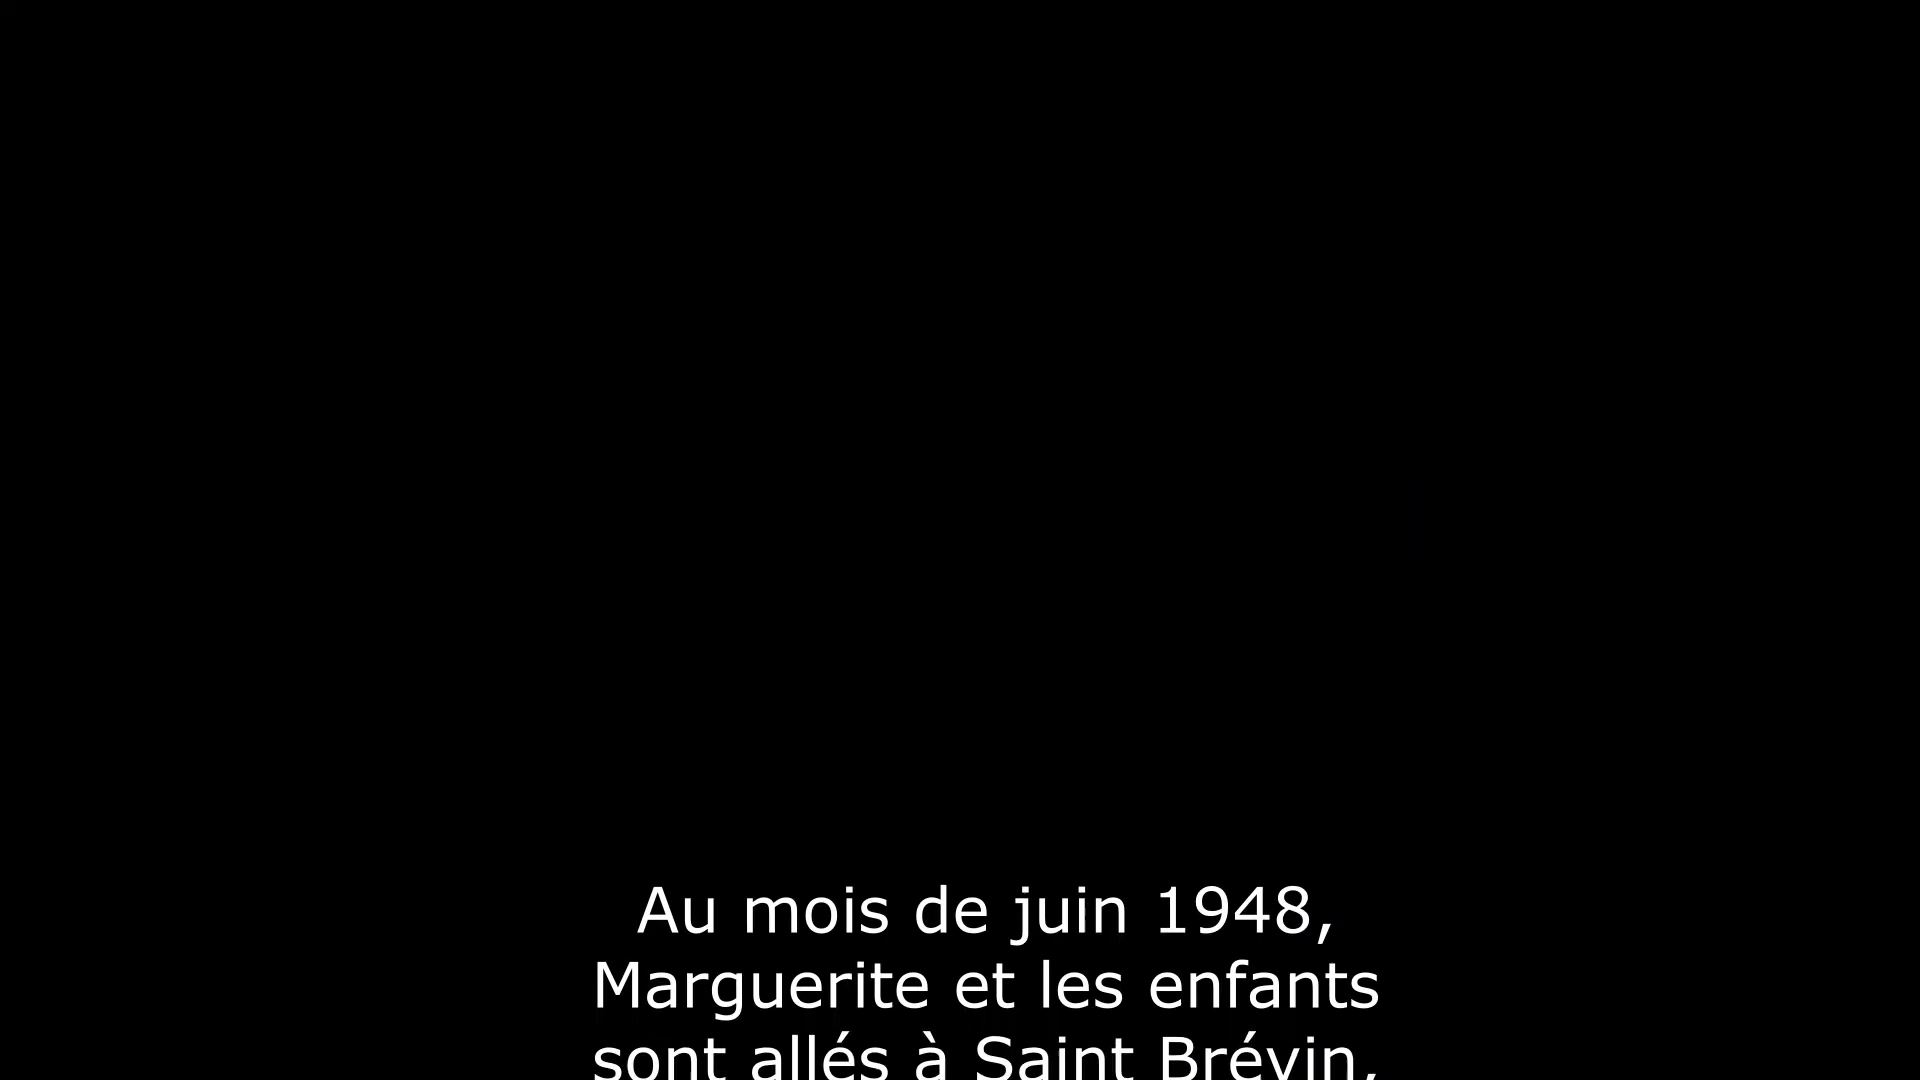 Au mois de juin 1948,
Marguerite et les enfants
sont allés à Saint Brévin,